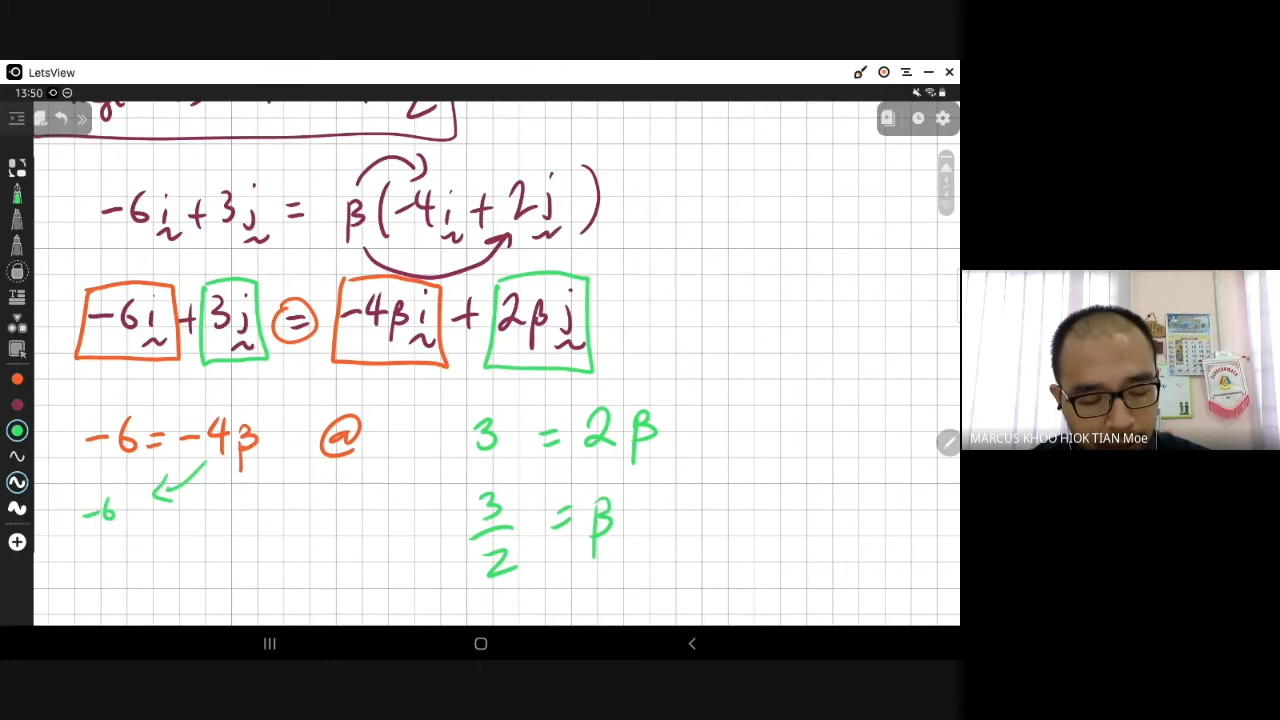 LetsView
13:50
2
-6i + 3j = β(-4i + 2j)
-6i + 3j = -4βi + 2βj
-6 = -4β @ 3 = 2β
-6
3/2 = β
MARCUS KHOO HIOK TIAN Moe